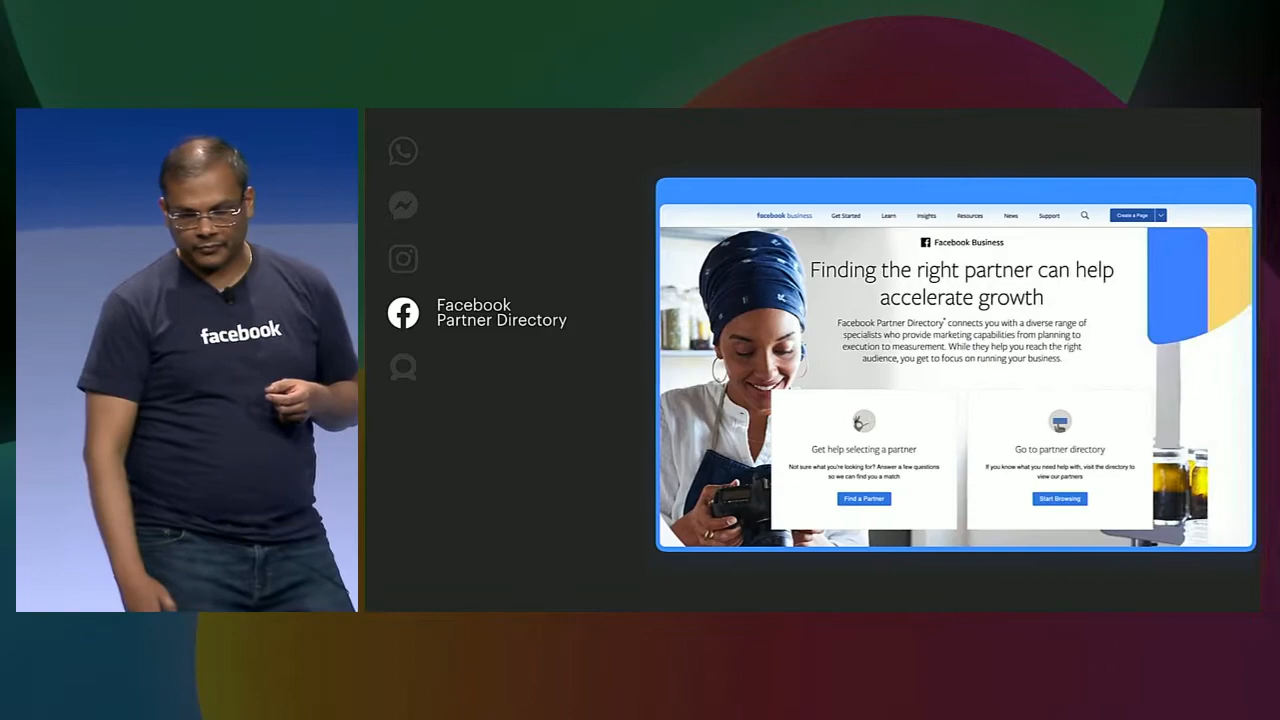 facebook
Facebook
Partner Directory
facebook business Get Started Learn Insights Resources News Support Create a Page
Facebook Business
Finding the right partner can help
accelerate growth
Facebook Partner Directory* connects you with a diverse range of
specialists who provide marketing capabilities from planning to
execution to measurement. While they help you reach the right
audience, you get to focus on running your business.
Get help selecting a partner
Not sure what you're looking for? Answer a few questions
so we can find you a match
Find a Partner
Go to partner directory
If you know what you need help with, visit the directory to
view our partners
Start Browsing